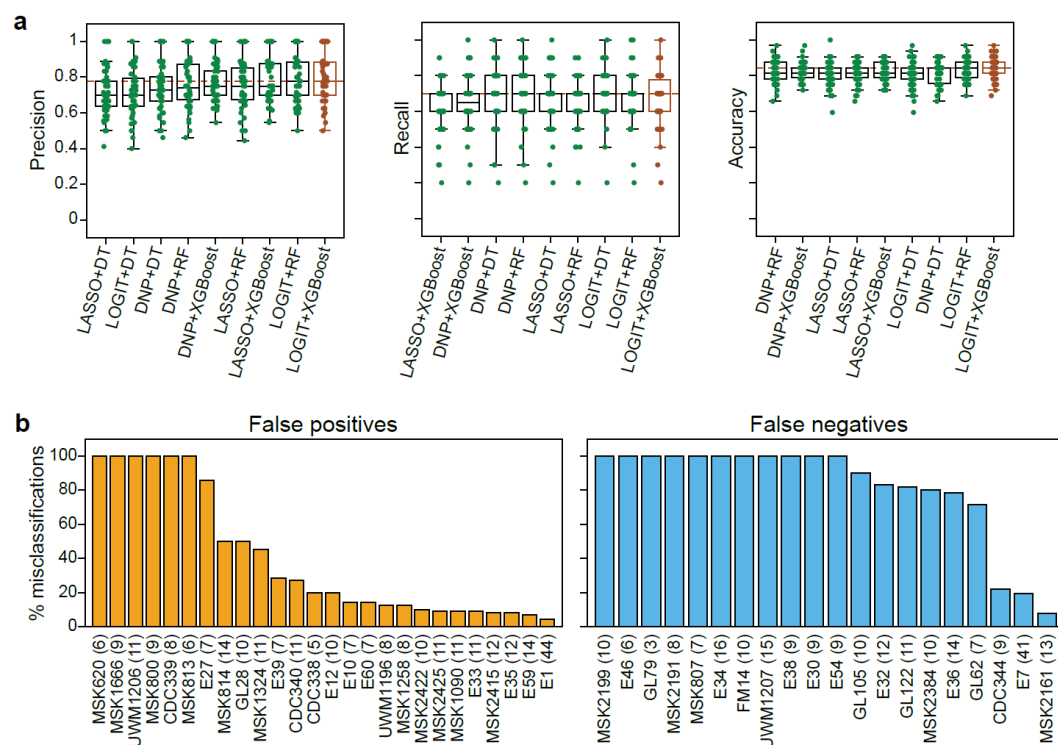 a
Precision
1
0.8
0.6
0.4
0.2
0
LASSO+DT
LOGIT+DT
DNP+DT
DNP+RF
DNP+XGBoost
LASSO+RF
LASSO+XGBoost
LOGIT+RF
LOGIT+XGBoost
Recall
LASSO+XGBoost
DNP+XGBoost
DNP+DT
DNP+RF
LASSO+DT
LASSO+RF
LOGIT+DT
LOGIT+RF
LOGIT+XGBoost
Accuracy
DNP+RF
DNP+XGBoost
LASSO+DT
LASSO+RF
LASSO+XGBoost
LOGIT+DT
DNP+DT
LOGIT+RF
LOGIT+XGBoost
b
False positives
% misclassifications
100
80
60
40
20
0
MSK620 (6)
MSK1666 (9)
UWM1206 (11)
MSK800 (9)
CDC339 (8)
MSK813 (6)
E27 (7)
MSK814 (14)
GL28 (10)
MSK1324 (11)
E39 (7)
CDC340 (11)
CDC338 (5)
E12 (10)
E10 (7)
E60 (7)
UWM1196 (8)
MSK1258 (8)
MSK2422 (10)
MSK2425 (11)
MSK1090 (11)
E33 (11)
MSK2415 (12)
E35 (12)
E59 (14)
E1 (44)
False negatives
MSK2199 (10)
E46 (6)
GL79 (3)
MSK2191 (8)
MSK807 (7)
E34 (16)
FM14 (10)
UWM1207 (15)
E38 (9)
E30 (9)
E54 (9)
GL105 (10)
E32 (12)
GL122 (11)
MSK2384 (10)
E36 (14)
GL62 (7)
CDC344 (9)
E7 (41)
MSK2161 (13)